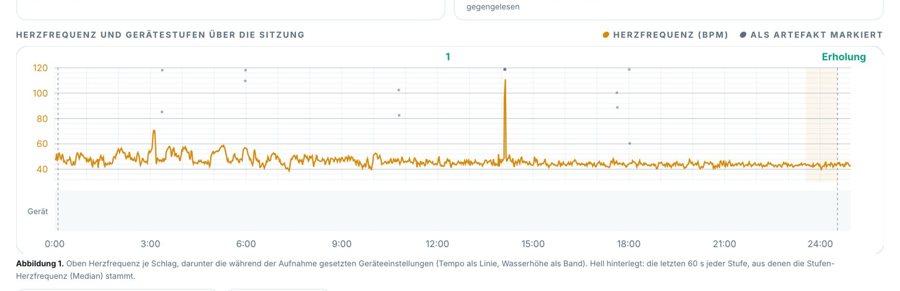 gegengelesen
HERZFREQUENZ UND GERÄTESTUFEN ÜBER DIE SITZUNG
HERZFREQUENZ (BPM) ALS ARTEFAKT MARKIERT
1 Erholung
120
100
80
60
40
Gerät
0:00 3:00 6:00 9:00 12:00 15:00 18:00 21:00 24:00
Abbildung 1. Oben Herzfrequenz je Schlag, darunter die während der Aufnahme gesetzten Geräteeinstellungen (Tempo als Linie, Wasserhöhe als Band). Hell hinterlegt: die letzten 60 s jeder Stufe, aus denen die Stufen-
Herzfrequenz (Median) stammt.